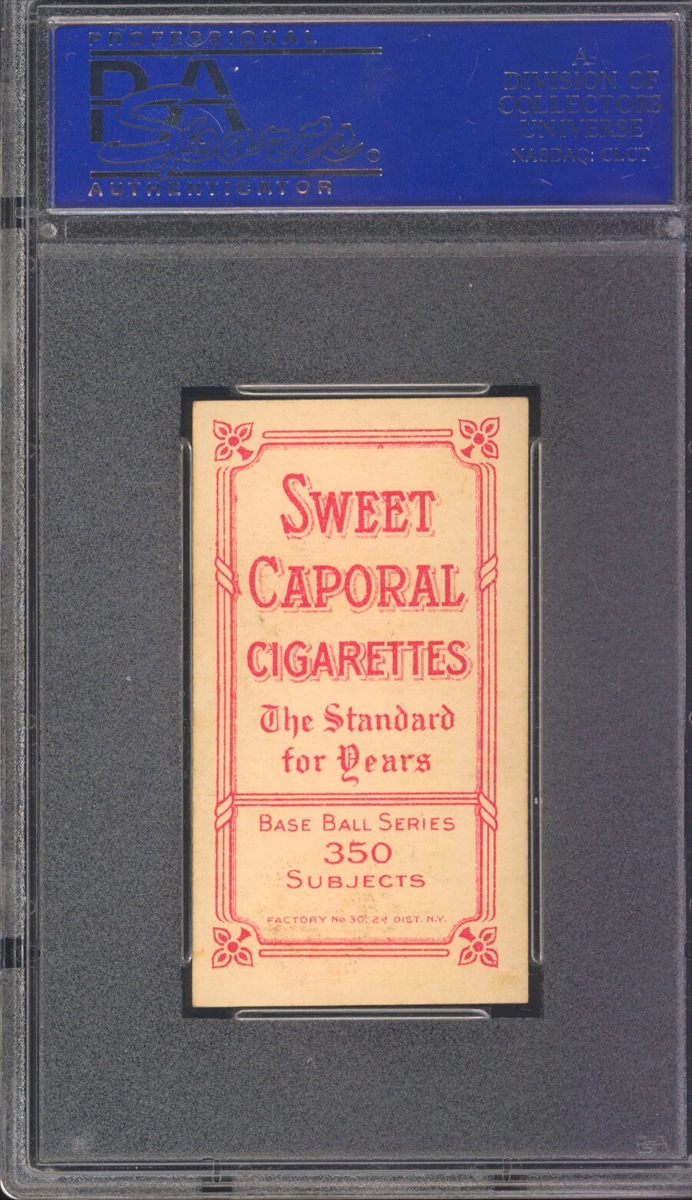 PROFESSIONAL
PSA
Sports
AUTHENTICATOR
A
DIVISION OF
COLLECTORS
UNIVERSE
NASDAQ: CLCT
SWEET
CAPORAL
CIGARETTES
The Standard
for Years
BASE BALL SERIES
350
SUBJECTS
FACTORY No. 30, 2d DIST. N.Y.
PSA